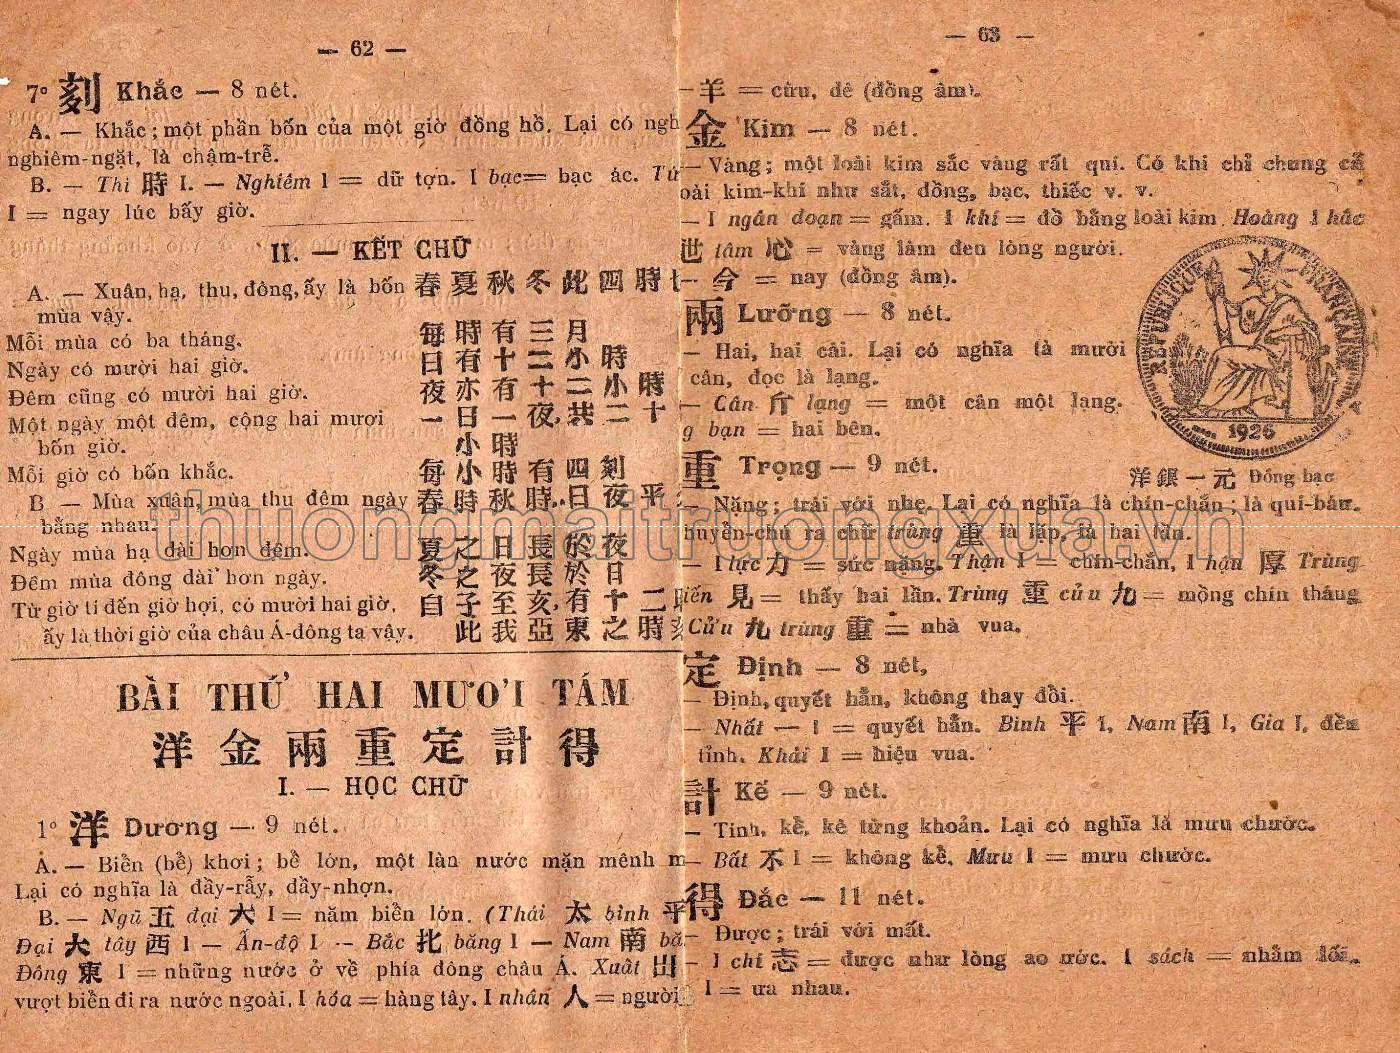 — 62 —
7º 刻 Khắc — 8 nét.
A. — Khắc; một phần bốn của một giờ đồng hồ. Lại có
nghiêm-ngặt, là chậm-trễ.
B. — Thì 時 I. — Nghiêm I = dữ tợn. I bạc = bạc ác.
I = ngay lúc bấy giờ.
II. — KẾT CHỮ
A. — Xuân, hạ, thu, đông, ấy là bốn 春 夏 秋 冬 此 四 時
mùa vậy.
Mỗi mùa có ba tháng. 每 時 有 三 月
Ngày có mười hai giờ. 日 有 十 二 小 時
Đêm cũng có mười hai giờ. 夜 亦 有 十 二 小 時
Một ngày một đêm, cộng hai mươi 一 日 一 夜, 共 二 十
bốn giờ. 小 時
Mỗi giờ có bốn khắc. 每 小 時 有 四 刻
B — Mùa xuân, mùa thu đêm ngày 春 時 秋 時, 日 夜 平
bằng nhau.
Ngày mùa hạ dài hơn đêm. 夏 之 日 長 於 夜
Đêm mùa đông dài hơn ngày. 冬 之 夜 長 於 日
Từ giờ tí đến giờ hợi, có mười hai giờ, 自 子 至 亥, 有 十 二
ấy là thời giờ của châu Á-đông ta vậy. 此 我 亞 東 之 時
BÀI THỨ HAI MƯƠI TÁM
洋 金 兩 重 定 計 得
I. — HỌC CHỮ
1º 洋 Dương — 9 nét.
A. — Biển (bể) khơi; bể lớn, một làn nước mặn mênh
Lại có nghĩa là đầy-rẫy, đầy-nhợn.
B. — Ngũ 五 đại 大 I = năm biển lớn. (Thái 太 bình 平
Đại 大 tây 西 I — Ấn-độ I — Bắc 北 băng I — Nam 南
Đông 東 I = những nước ở về phía đông châu Á. Xuất 出
vượt biển đi ra nước ngoài. I hóa = hàng tây. I nhân 人 = người
— 63 —
— 羊 = cừu, dê (đồng âm).
金 Kim — 8 nét.
— Vàng; một loài kim sắc vàng rất quí. Có khi chỉ chung cả
loài kim-khí như sắt, đồng, bạc, thiếc v. v.
— I ngân đoạn = gấm. I khí = đồ bằng loài kim. Hoàng I hắc
世 tâm 心 = vàng làm đen lòng người.
— 今 = nay (đồng âm).
兩 Lưỡng — 8 nét.
— Hai, hai cái. Lại có nghĩa là mười
cân, đọc là lạng.
— Cân 斤 lạng = một cân một lạng.
bạn = hai bên.
重 Trọng — 9 nét.
— Nặng; trái với nhẹ. Lại có nghĩa là chín-chắn; là quí-báu.
huyển-chú ra chữ trùng 重 là lặp, là hai lần.
— I lực 力 = sức nặng. Thận I = chín-chắn, I hậu 厚 Trùng
kiến 見 = thấy hai lần. Trùng 重 cửu 九 = mồng chín tháng
Cửu 九 trùng 重 = nhà vua.
定 Định — 8 nét,
— Định, quyết hẳn, không thay đổi.
— Nhất — I = quyết hẳn. Bình 平 I, Nam 南 I, Gia I, đều
tỉnh. Khải I = hiệu vua.
計 Kế — 9 nét.
— Tính, kể, kê từng khoản. Lại có nghĩa là mưu chước.
— Bất 不 I = không kể. Mưu I = mưu chước.
得 Đắc — 11 nét.
— Được; trái với mất.
— I chí 志 = được như lòng ao ước. I sách = nhằm lối.
I = ưa nhau.
REPUBLIQUE FRANÇAISE
1926
洋 銀 一 元 Đồng bạc
thuongmaitruongxua.vn